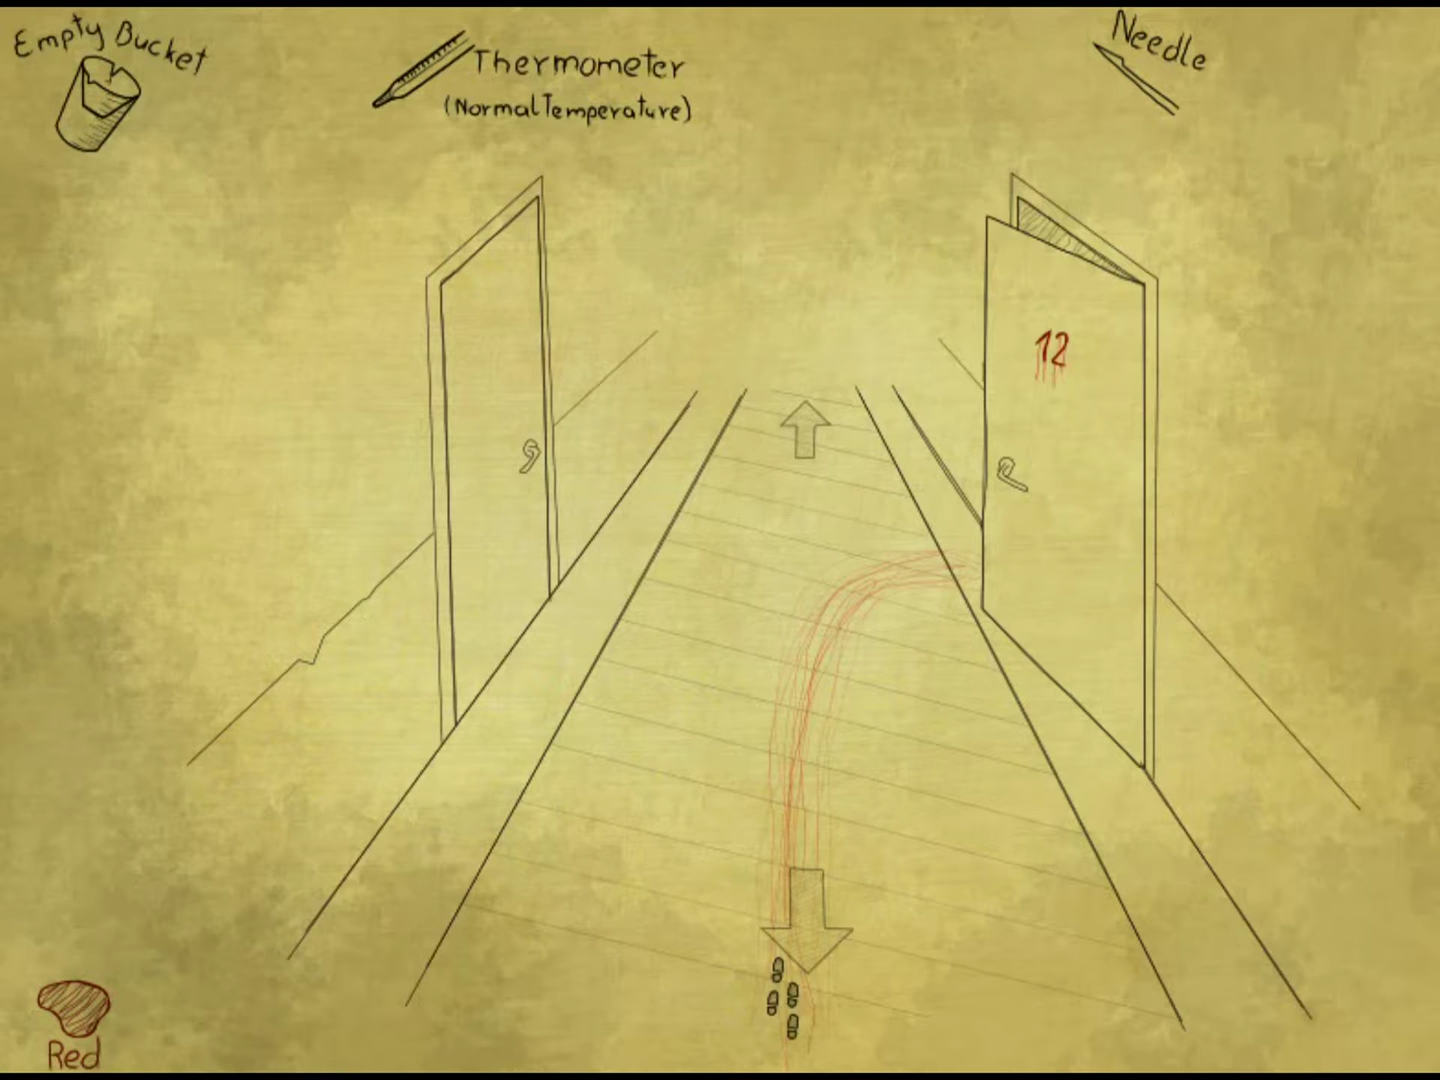 Empty Bucket
Thermometer
(Normal Temperature)
Needle
12
Red